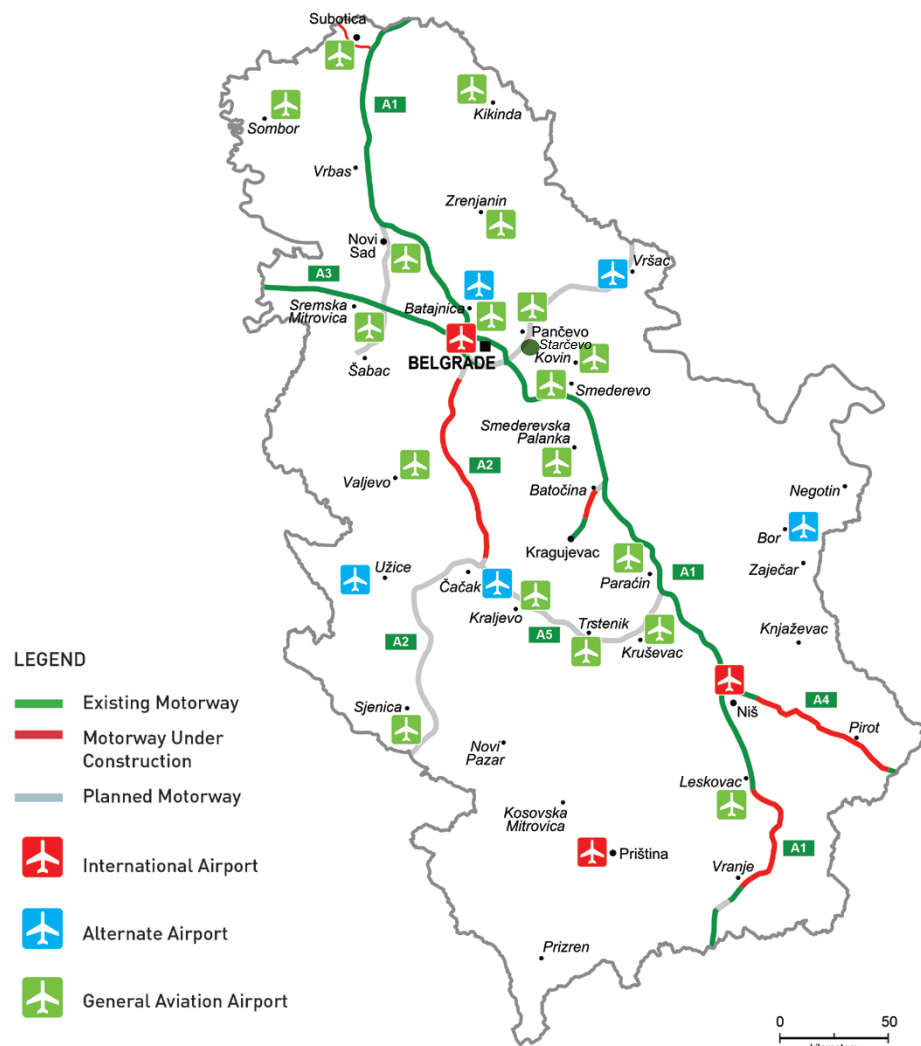 Subotica
A1
Kikinda
Sombor
Vrbas
Zrenjanin
Novi
Sad
Vršac
A3
Batajnica
Sremska
Mitrovica
Pančevo
Starčevo
BELGRADE
Kovin
Šabac
Smederevo
Smederevska
Palanka
A2
Valjevo
Batočina
Negotin
Bor
Kragujevac
Užice
Čačak
Paraćin
A1
Zaječar
Kraljevo
A5
Trstenik
Kruševac
Knjaževac
A2
LEGEND
Existing Motorway
Motorway Under
Construction
Planned Motorway
International Airport
Alternate Airport
General Aviation Airport
Sjenica
Niš
A4
Pirot
Novi
Pazar
Leskovac
Kosovska
Mitrovica
Priština
A1
Vranje
Prizren
0 50